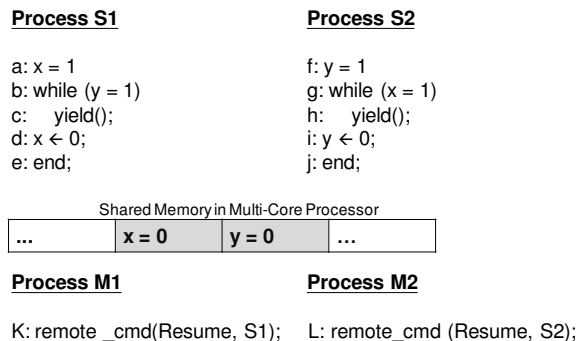 Process S1 Process S2
a: x = 1 f: y = 1
b: while (y = 1) g: while (x = 1)
c: yield(); h: yield();
d: x ← 0; i: y ← 0;
e: end; j: end;
Shared Memory in Multi-Core Processor
... x = 0 y = 0 ...
Process M1 Process M2
K: remote _cmd(Resume, S1); L: remote_cmd (Resume, S2);